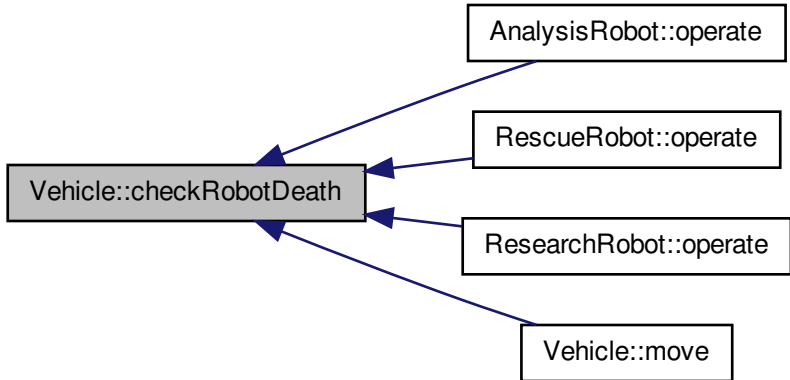 AnalysisRobot::operate
RescueRobot::operate
Vehicle::checkRobotDeath
ResearchRobot::operate
Vehicle::move